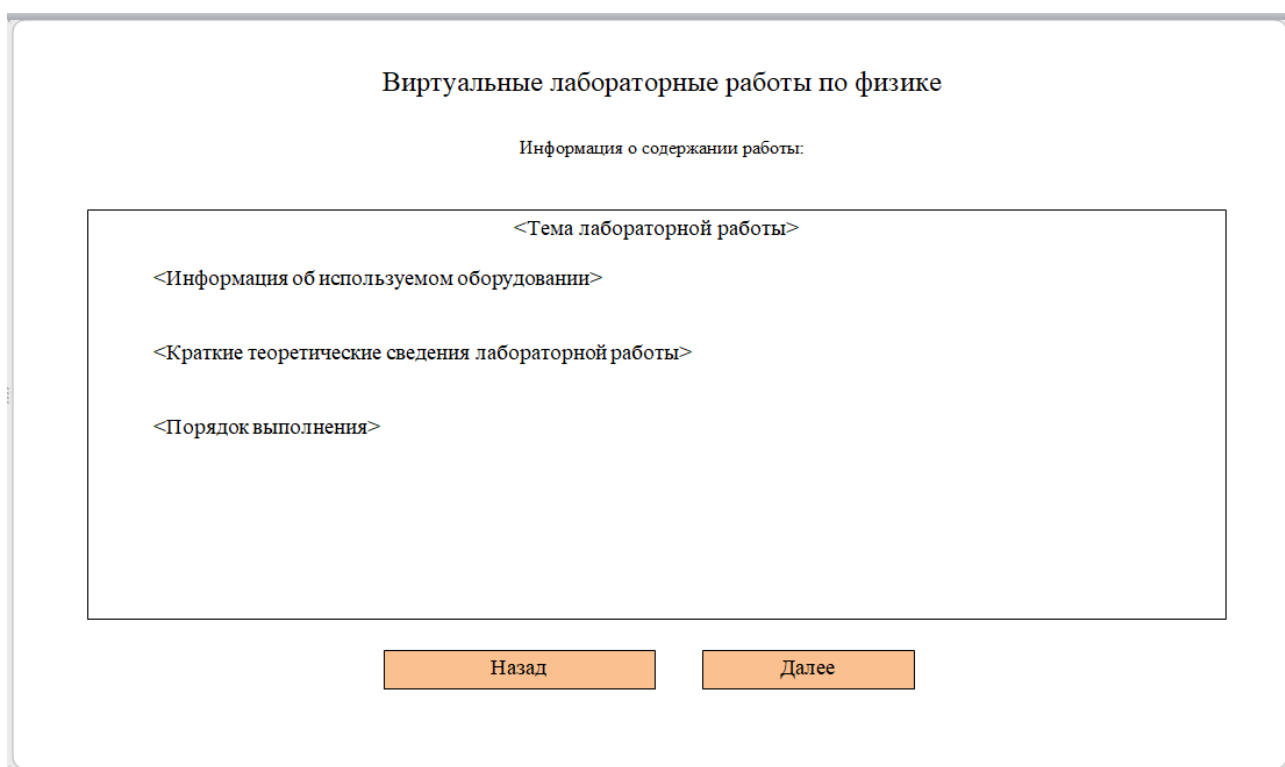 Виртуальные лабораторные работы по физике
Информация о содержании работы:
<Тема лабораторной работы>
<Информация об используемом оборудовании>
<Краткие теоретические сведения лабораторной работы>
<Порядок выполнения>
Назад
Далее